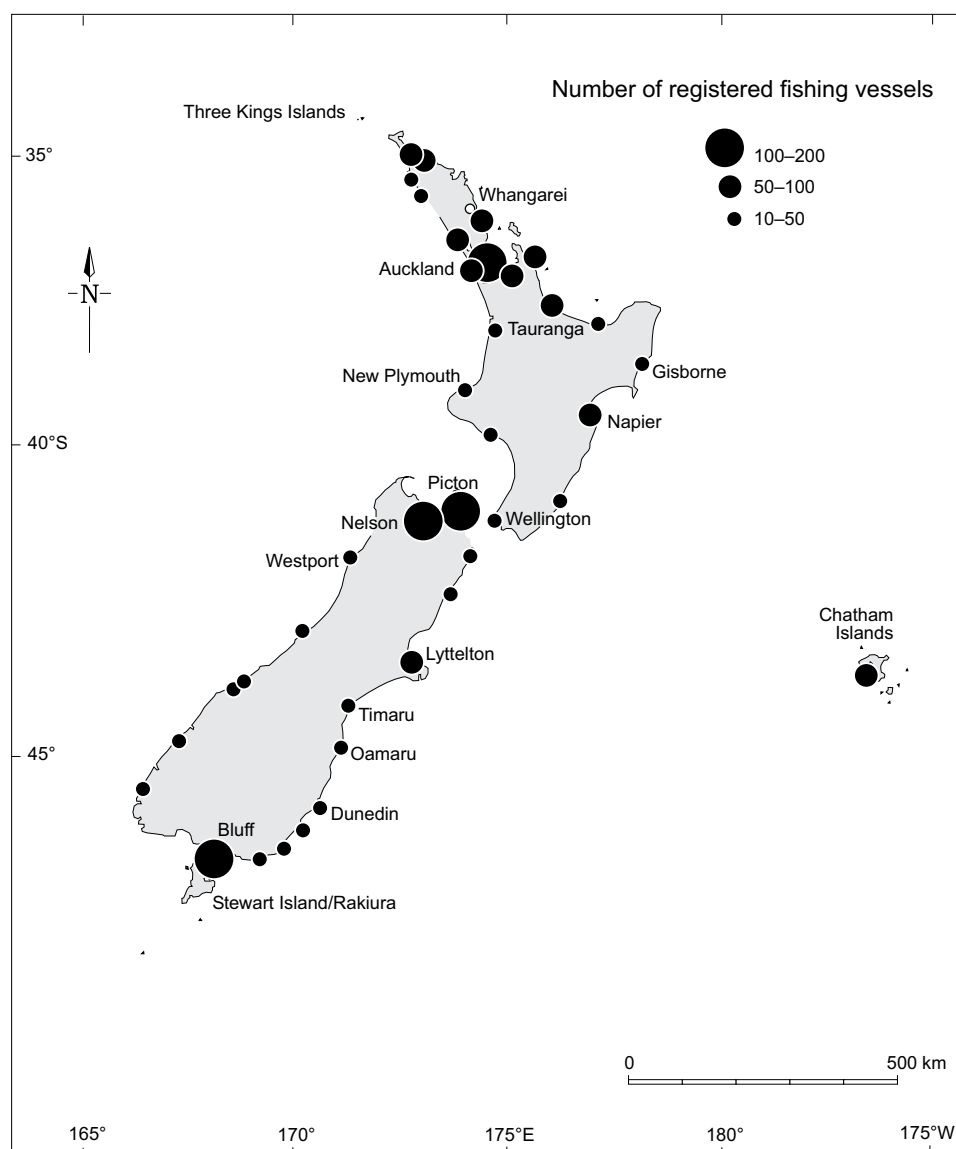 Number of registered fishing vessels
Three Kings Islands
100–200
35°
50–100
Whangarei
10–50
Auckland
N
Tauranga
Gisborne
New Plymouth
Napier
40°S
Picton
Nelson
Wellington
Westport
Chatham
Islands
Lyttelton
Timaru
45°
Oamaru
Dunedin
Bluff
Stewart Island/Rakiura
0
500 km
165°
170°
175°E
180°
175°W